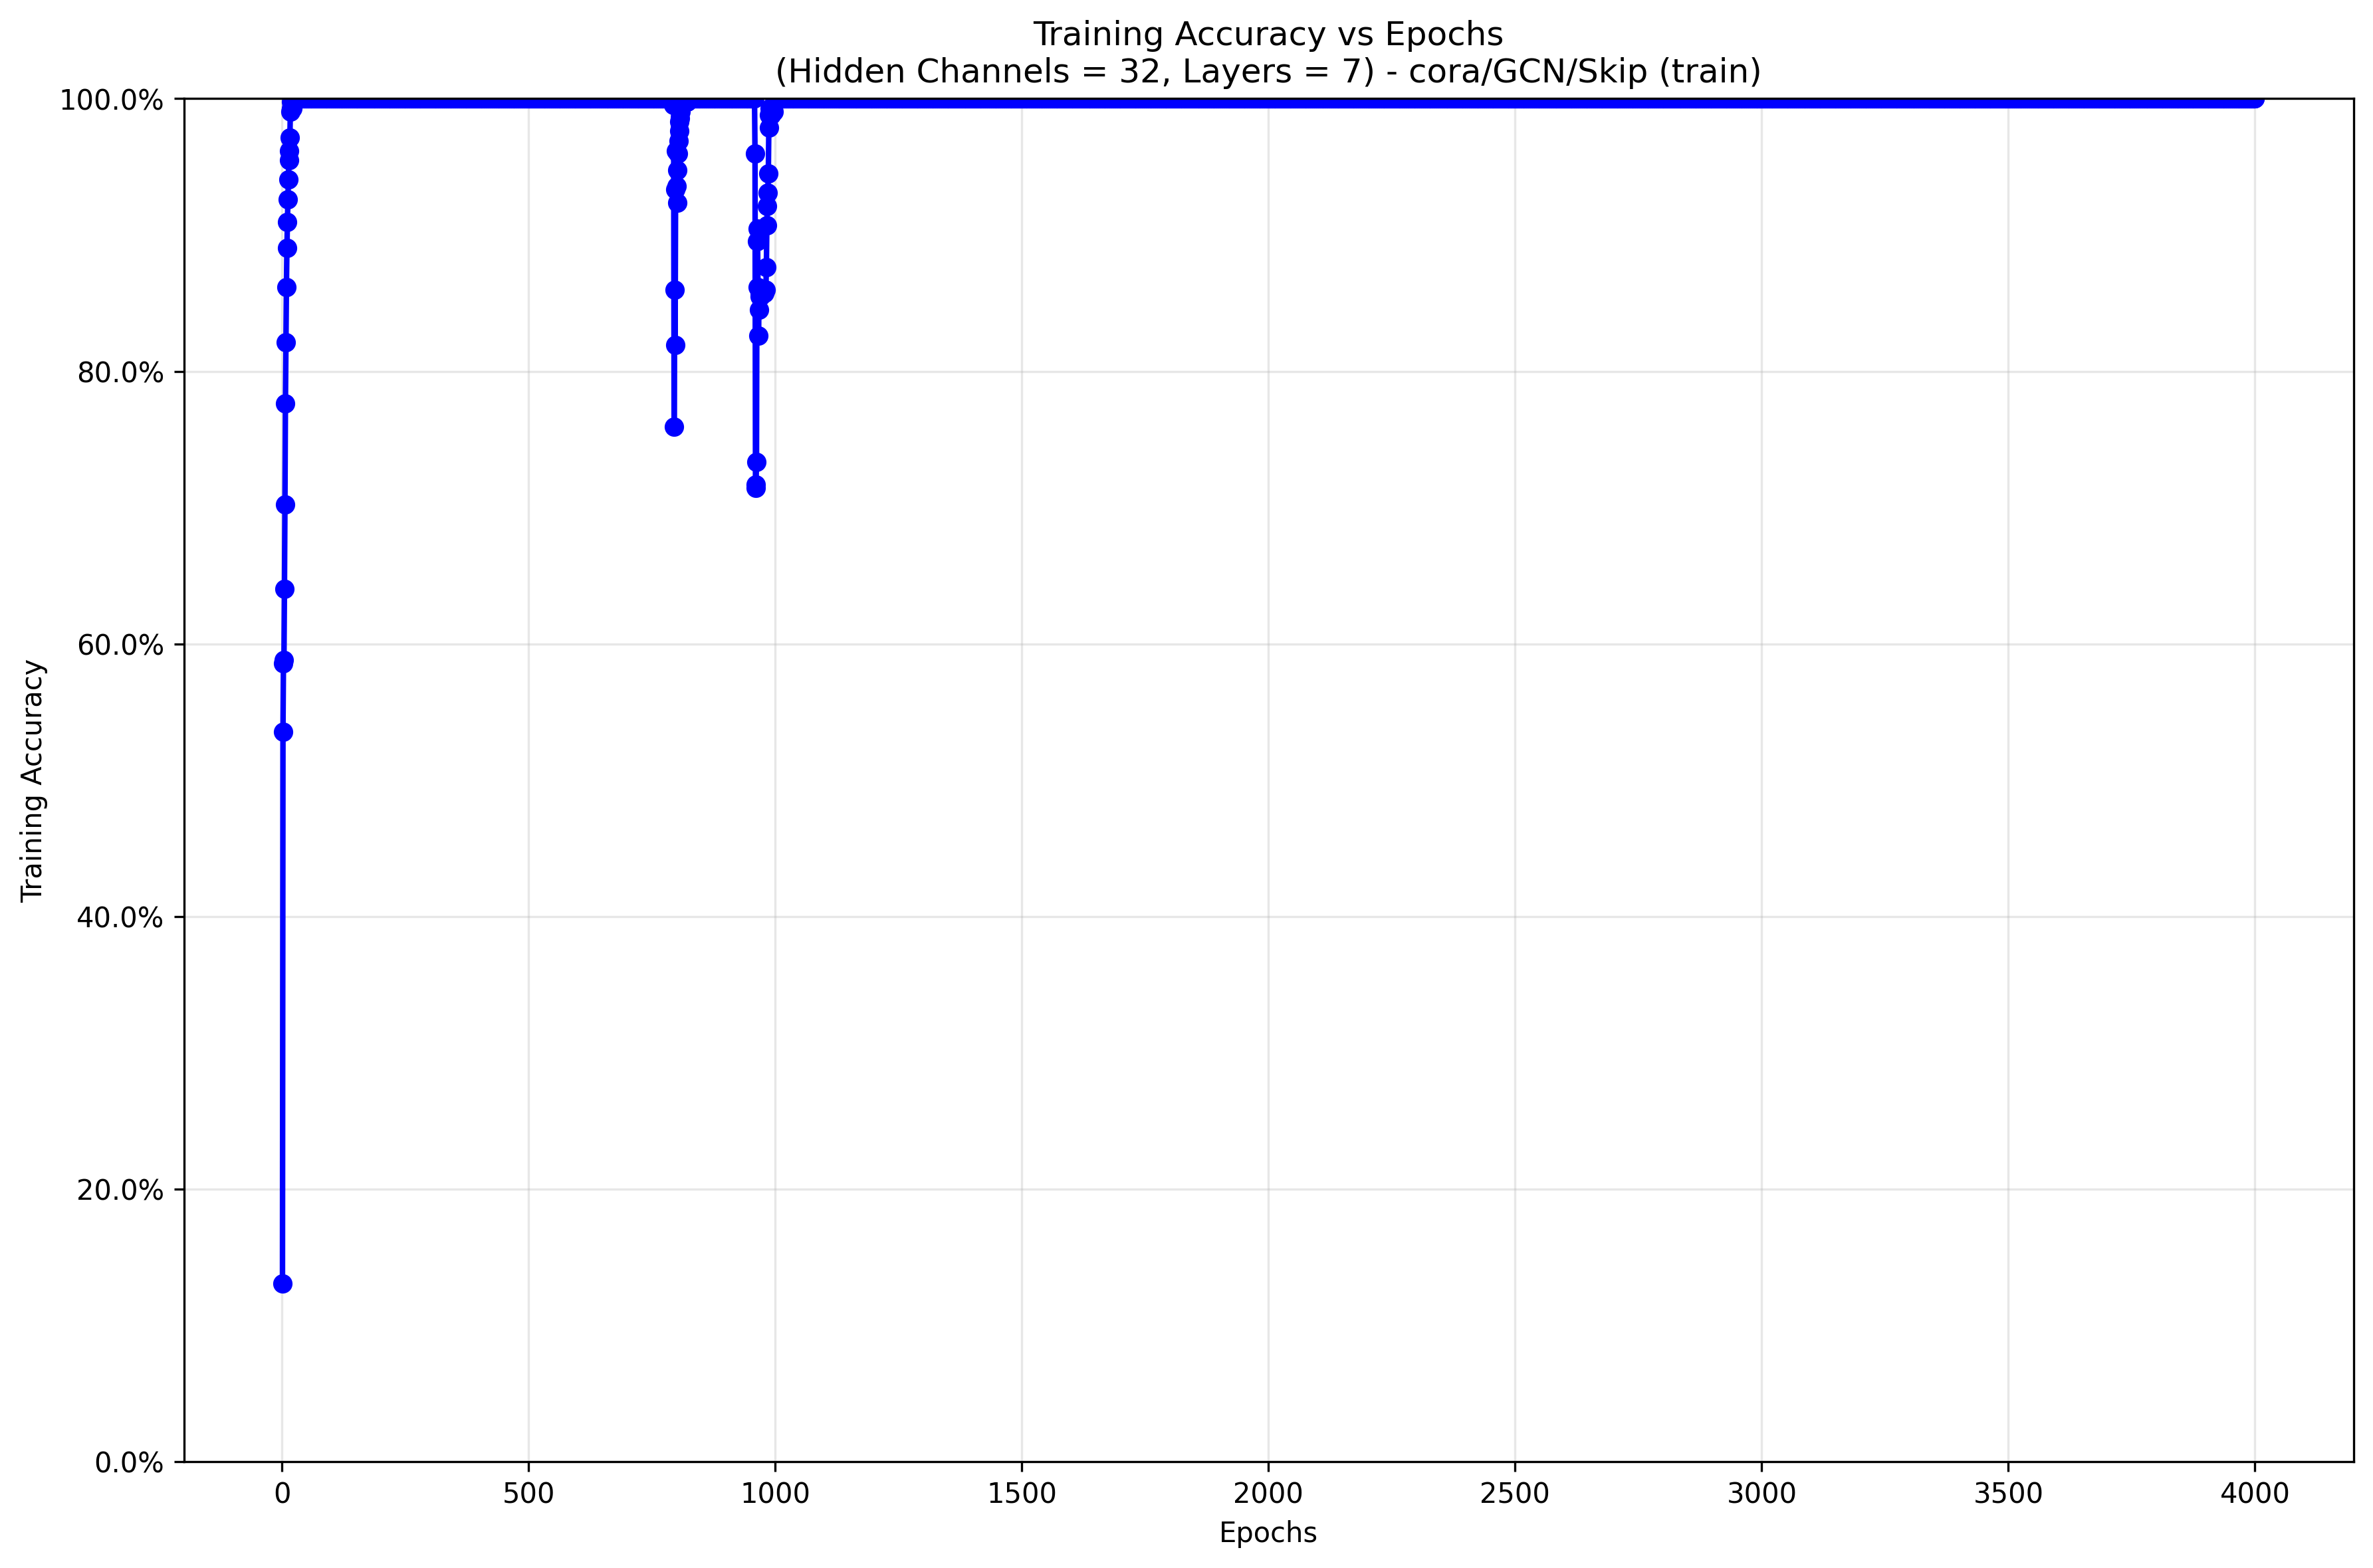 Training Accuracy vs Epochs
(Hidden Channels = 32, Layers = 7) - cora/GCN/Skip (train)
100.0%
80.0%
60.0%
40.0%
20.0%
0.0%
Training Accuracy
0 500 1000 1500 2000 2500 3000 3500 4000
Epochs